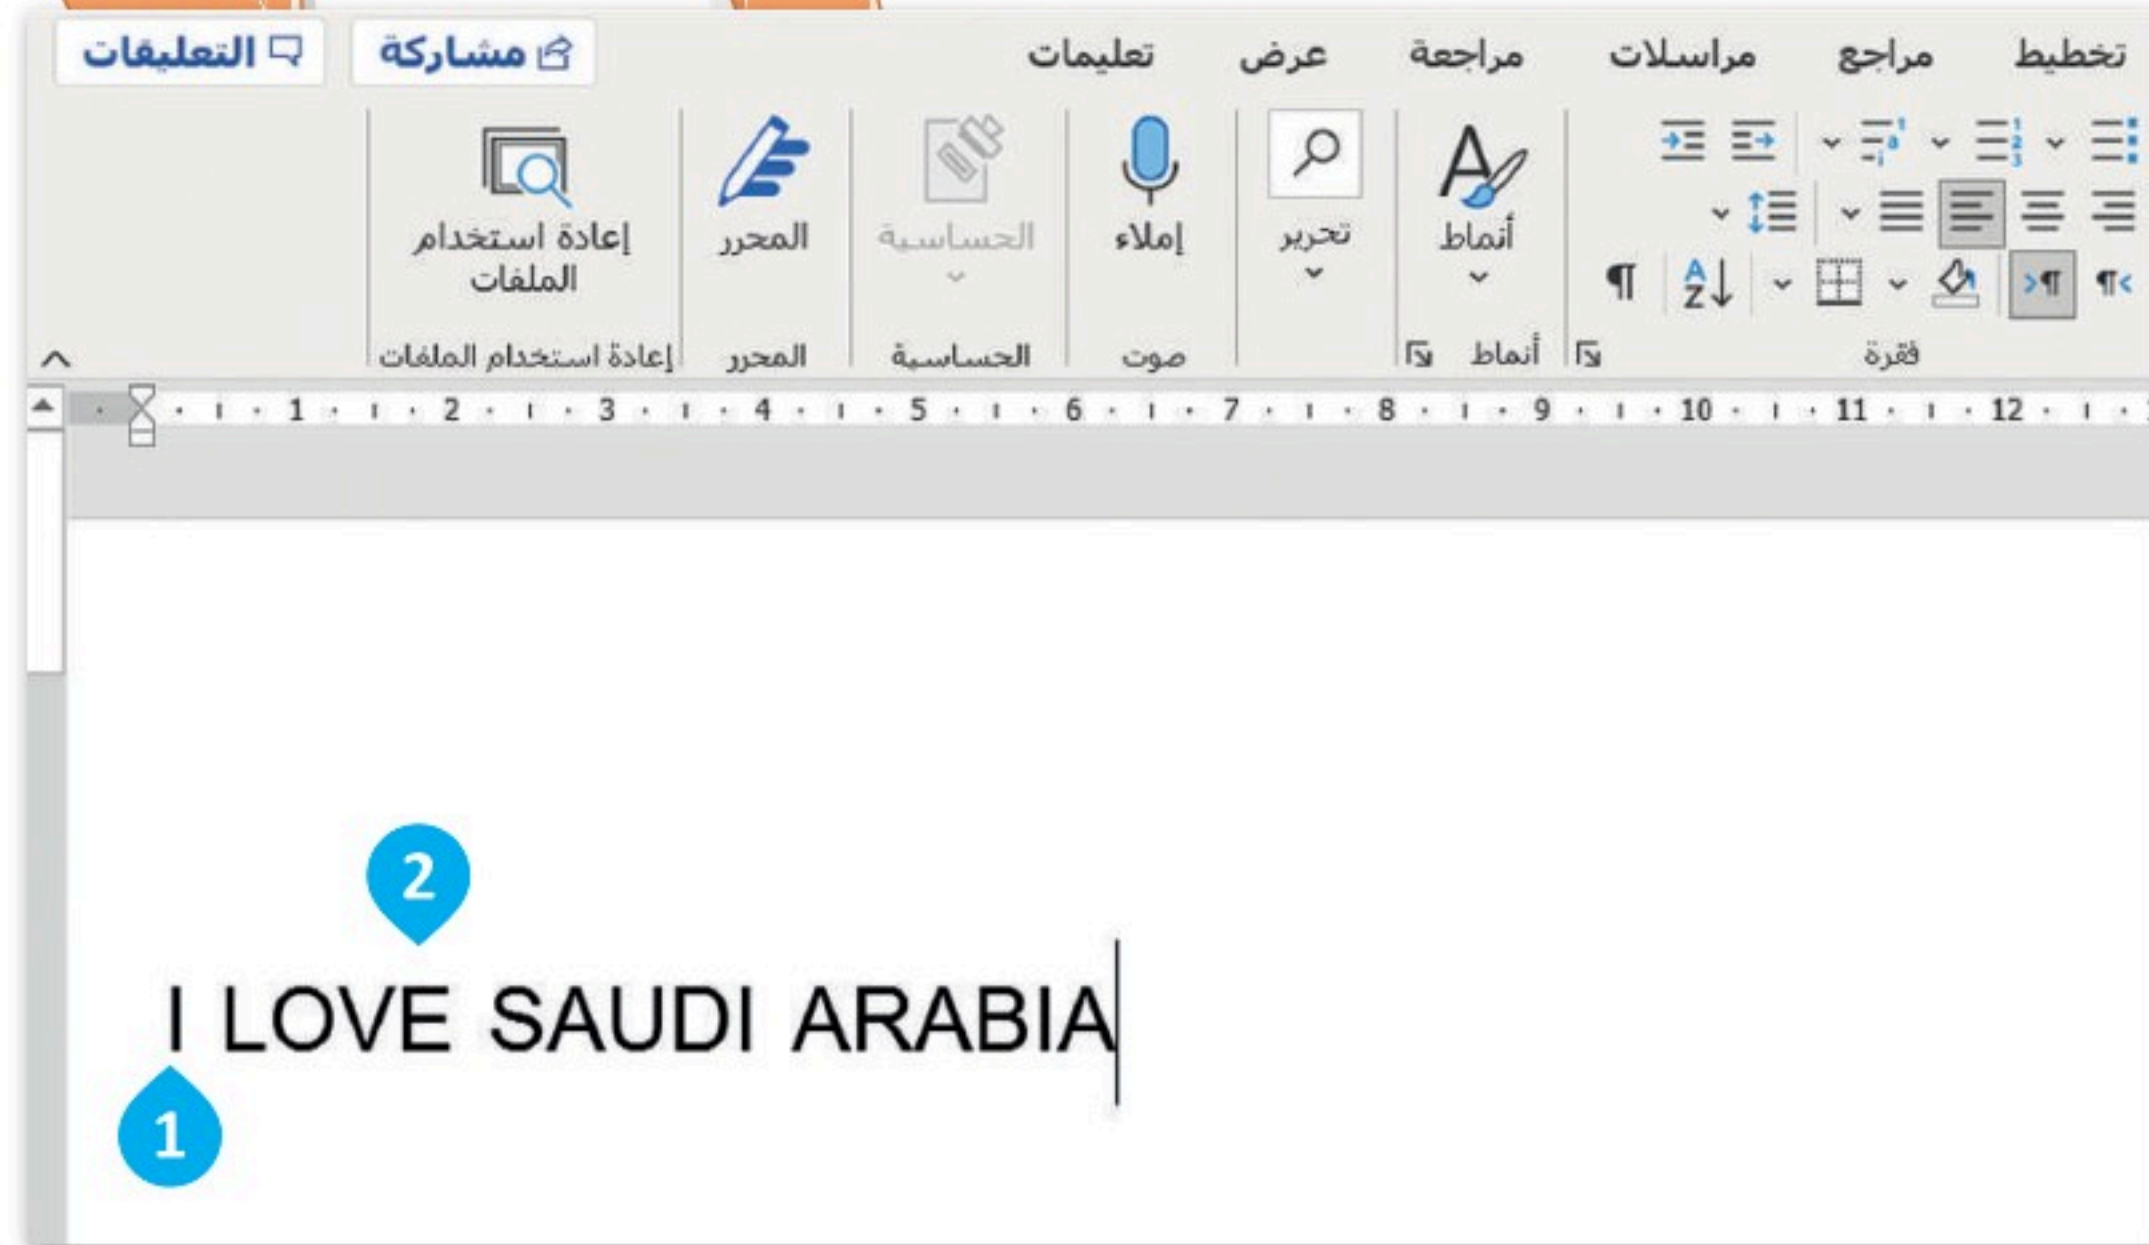 تخطيط مراجع مراسلات مراجعة عرض تعليمات مشاركة التعليقات
أنماط تحرير إملاء الحساسية المحرر إعادة استخدام
الملفات
فقرة أنماط صوت الحساسية المحرر إعادة استخدام الملفات
1 2 3 4 5 6 7 8 9 10 11 12
2
I LOVE SAUDI ARABIA
1